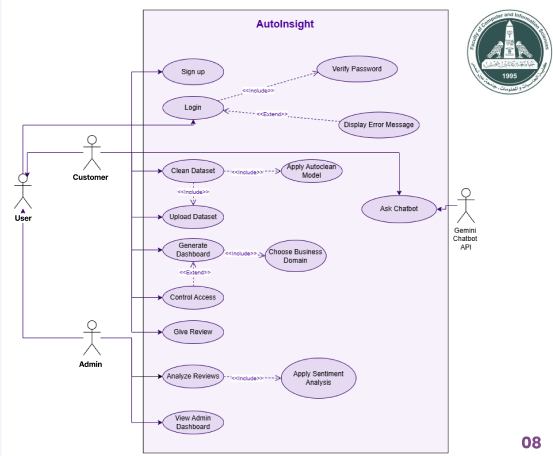 AutoInsight
Faculty of Computer and Information Sciences
1995
Sign up
Verify Password
<<Include>>
Login
<<Extend>>
Display Error Message
Customer
User
Clean Dataset
<<Include>>
Apply Autoclean
Model
<<Include>>
Upload Dataset
Ask Chatbot
Gemini
Chatbot
API
Generate
Dashboard
<<Include>>
Choose Business
Domain
<<Extend>>
Control Access
Give Review
Admin
Analyze Reviews
<<Include>>
Apply Sentiment
Analysis
View Admin
Dashboard
08